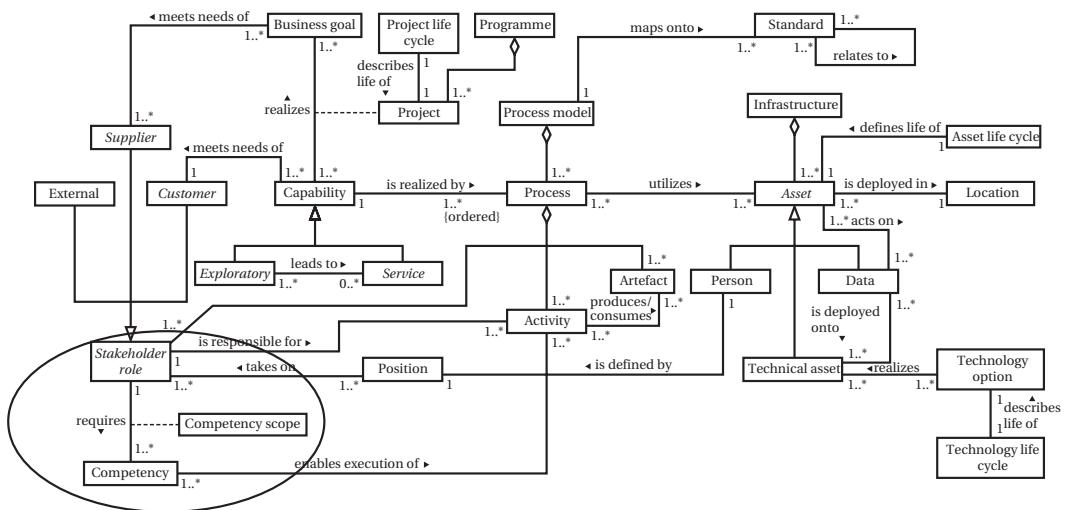 ◂ meets needs of
Business goal
1..*
1..*
Project life
cycle
Programme
describes
life of
▾
1
1
1..*
▴
realizes
Project
maps onto ▸
1..*
Standard
1..*
1..*
relates to ▸
1
Process model
Infrastructure
1..*
Supplier
◂ meets needs of
1
1..*
1..*
1..*
◂ defines life of
Asset life cycle
1..*
1
1
External
Customer
Capability
is realized by ▸
1
1..*
{ordered}
Process
utilizes ▸
1..*
1..*
Asset
is deployed in ▸
1..*
1
Location
1..*
acts on ▸
1..*
Exploratory
leads to ▸
1..*
0..*
Service
1..*
Artefact
Person
Data
1..*
produces/
consumes ▸
1..*
1
1..*
1..*
Activity
1..*
1..*
1..*
is deployed
onto
▾
1..*
Stakeholder
role
is responsible for ▸
1
◂ takes on
1..*
1..*
Position
1
◂ is defined by
Technical asset
1..*
◂realizes
1..*
Technology
option
1
requires
▾
Competency scope
1..*
1
▴
describes
life of
1
Competency
1..*
enables execution of ▸
Technology life
cycle